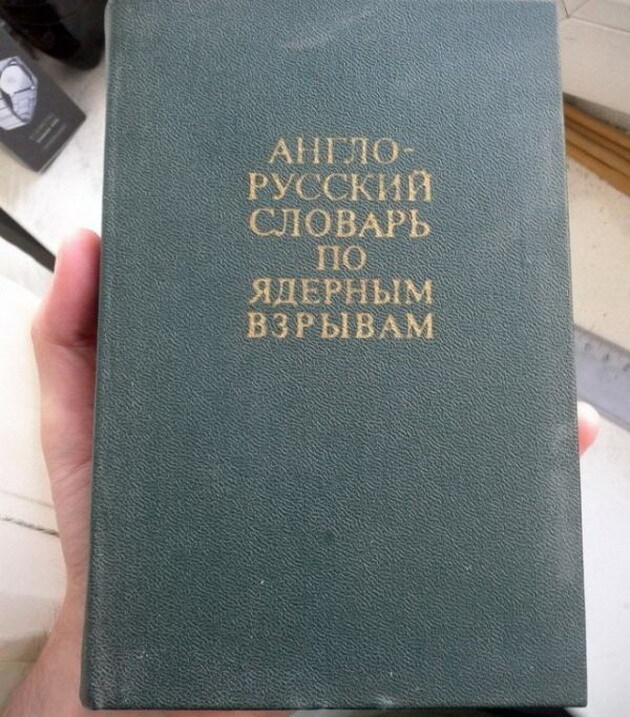 АНГЛО-
РУССКИЙ
СЛОВАРЬ
ПО
ЯДЕРНЫМ
ВЗРЫВАМ